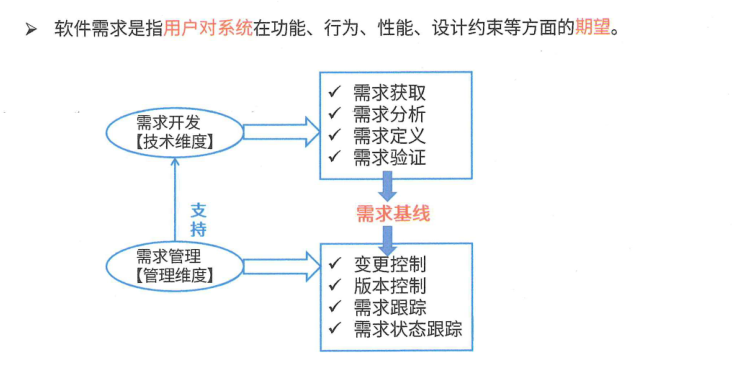 ➢ 软件需求是指用户对系统在功能、行为、性能、设计约束等方面的期望。
需求开发
【技术维度】
✓ 需求获取
✓ 需求分析
✓ 需求定义
✓ 需求验证
支
持
需求基线
需求管理
【管理维度】
✓ 变更控制
✓ 版本控制
✓ 需求跟踪
✓ 需求状态跟踪